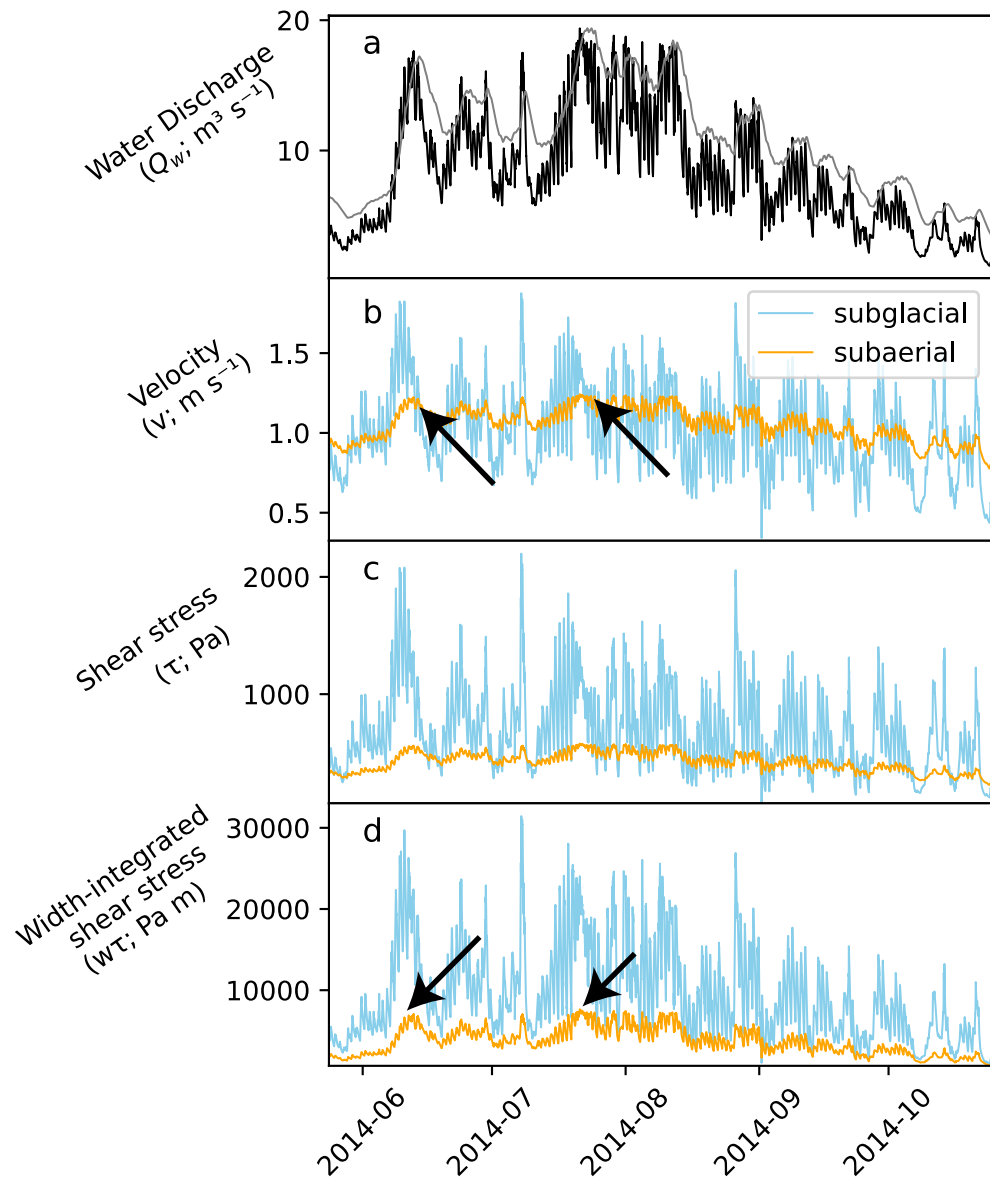 Water Discharge
(Qw; m³ s⁻¹)
20
10
a
Velocity
(v; m s⁻¹)
1.5
1.0
0.5
b
subglacial
subaerial
Shear stress
(τ; Pa)
2000
1000
c
Width-integrated
shear stress
(wτ; Pa m)
30000
20000
10000
d
2014-06
2014-07
2014-08
2014-09
2014-10